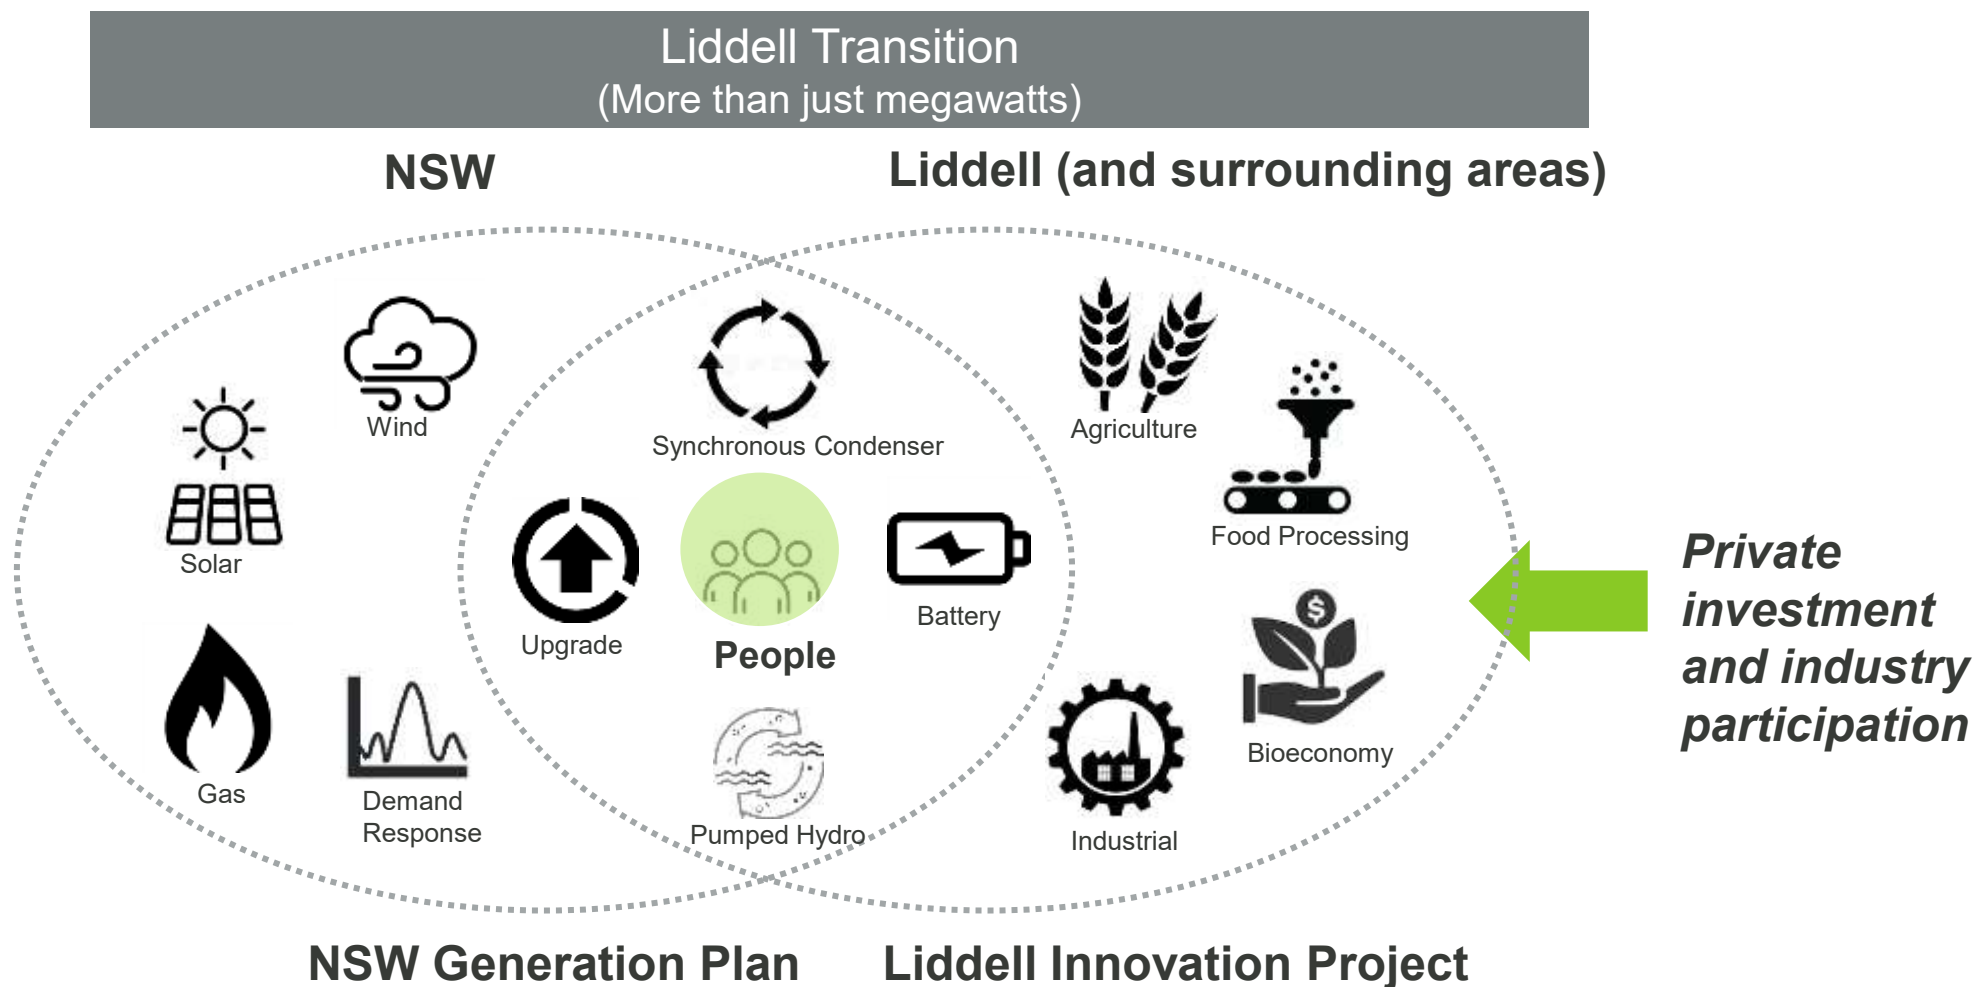 Liddell Transition
(More than just megawatts)
NSW
Liddell (and surrounding areas)
Wind
Solar
Gas
Demand
Response
Synchronous Condenser
Upgrade
People
Battery
Pumped Hydro
Agriculture
Food Processing
$
Bioeconomy
Industrial
Private
investment
and industry
participation
NSW Generation Plan
Liddell Innovation Project